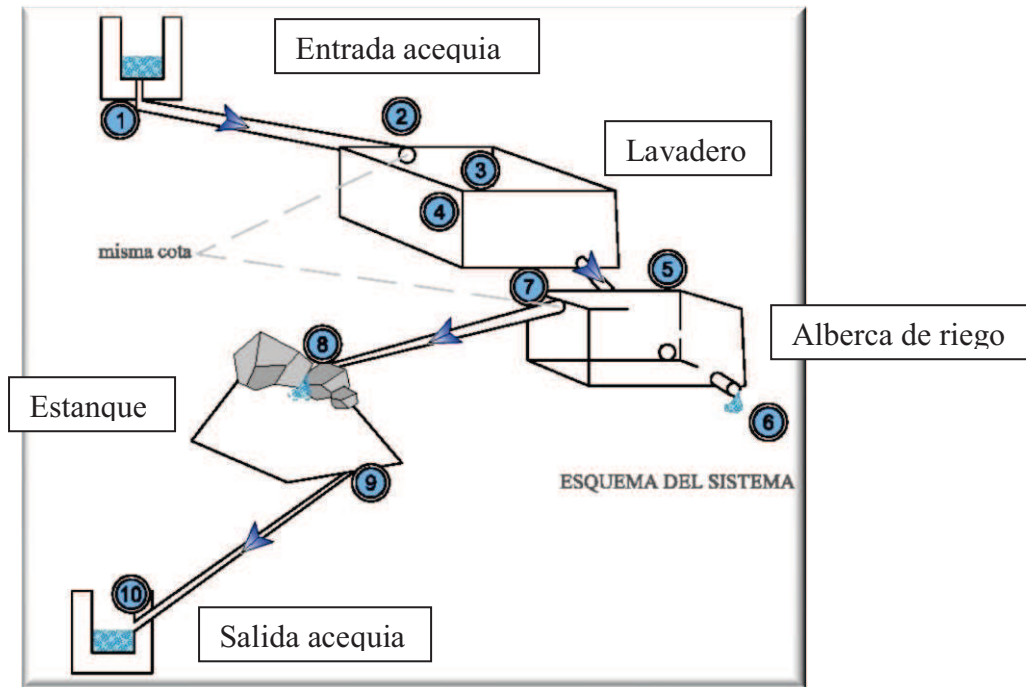 Entrada acequia
1
2
Lavadero
3
4
misma cota
5
7
Alberca de riego
8
Estanque
6
9
ESQUEMA DEL SISTEMA
10
Salida acequia